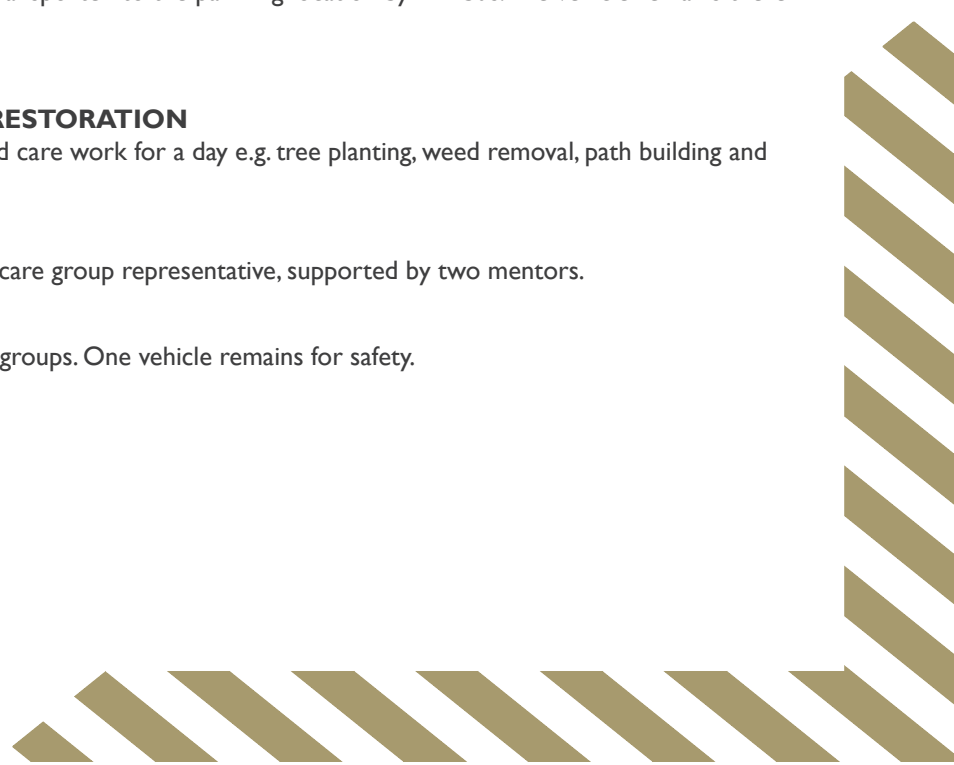 RESTORATION
care work for a day e.g. tree planting, weed removal, path building and
care group representative, supported by two mentors.
groups. One vehicle remains for safety.